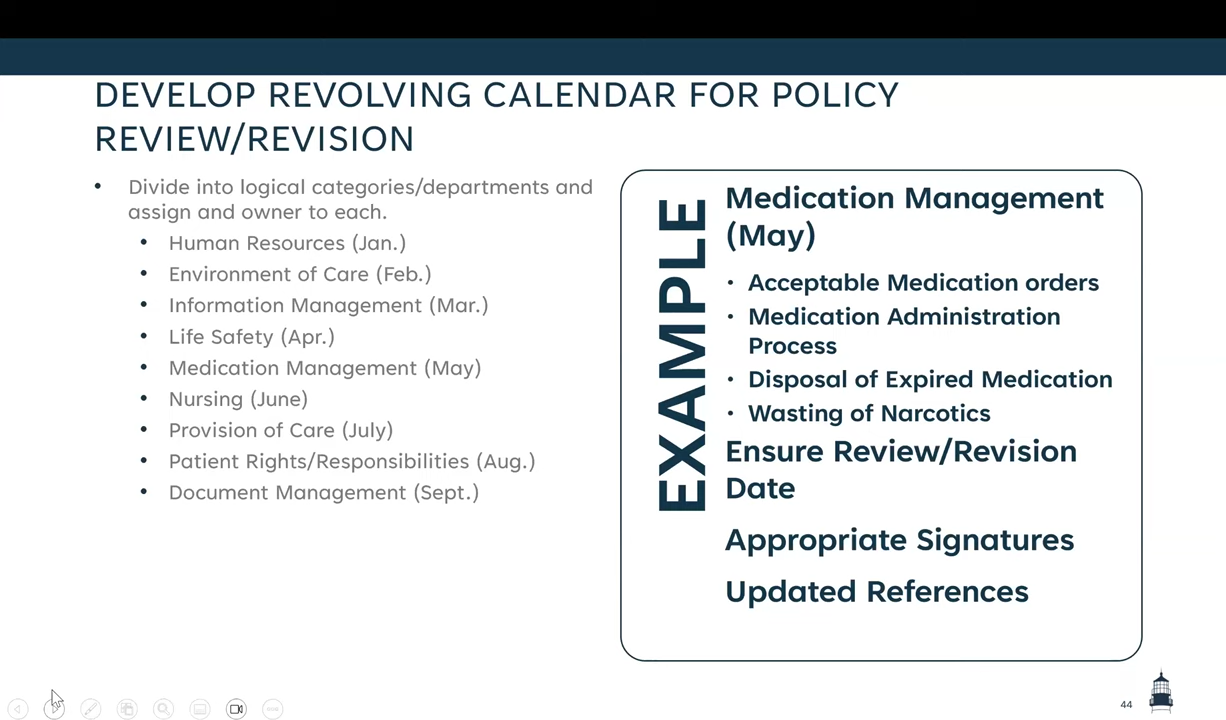 DEVELOP REVOLVING CALENDAR FOR POLICY
REVIEW/REVISION
• Divide into logical categories/departments and
assign and owner to each.
• Human Resources (Jan.)
• Environment of Care (Feb.)
• Information Management (Mar.)
• Life Safety (Apr.)
• Medication Management (May)
• Nursing (June)
• Provision of Care (July)
• Patient Rights/Responsibilities (Aug.)
• Document Management (Sept.)
EXAMPLE
Medication Management
(May)
• Acceptable Medication orders
• Medication Administration
Process
• Disposal of Expired Medication
• Wasting of Narcotics
Ensure Review/Revision
Date
Appropriate Signatures
Updated References
44